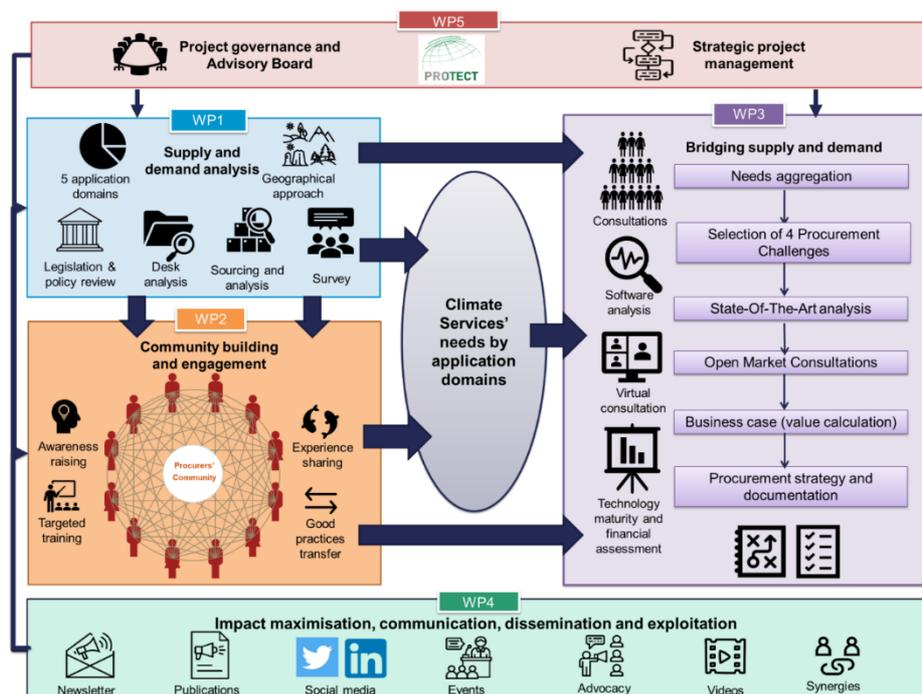 WP5
Project governance and
Advisory Board
PROTECT
Strategic project
management
WP1
Supply and
demand analysis
5 application
domains
Geographical
approach
Legislation &
policy review
Desk
analysis
Sourcing and
analysis
Survey
WP2
Community building
and engagement
Awareness
raising
Targeted
training
Procurers'
Community
Experience
sharing
Good
practices
transfer
Climate
Services'
needs by
application
domains
WP3
Bridging supply and demand
Consultations
Software
analysis
Virtual
consultation
Technology
maturity and
financial
assessment
Needs aggregation
Selection of 4 Procurement
Challenges
State-Of-The-Art analysis
Open Market Consultations
Business case (value calculation)
Procurement strategy and
documentation
WP4
Impact maximisation, communication, dissemination and exploitation
Newsletter
Publications
in
Social media
Events
Advocacy
Videos
Synergies